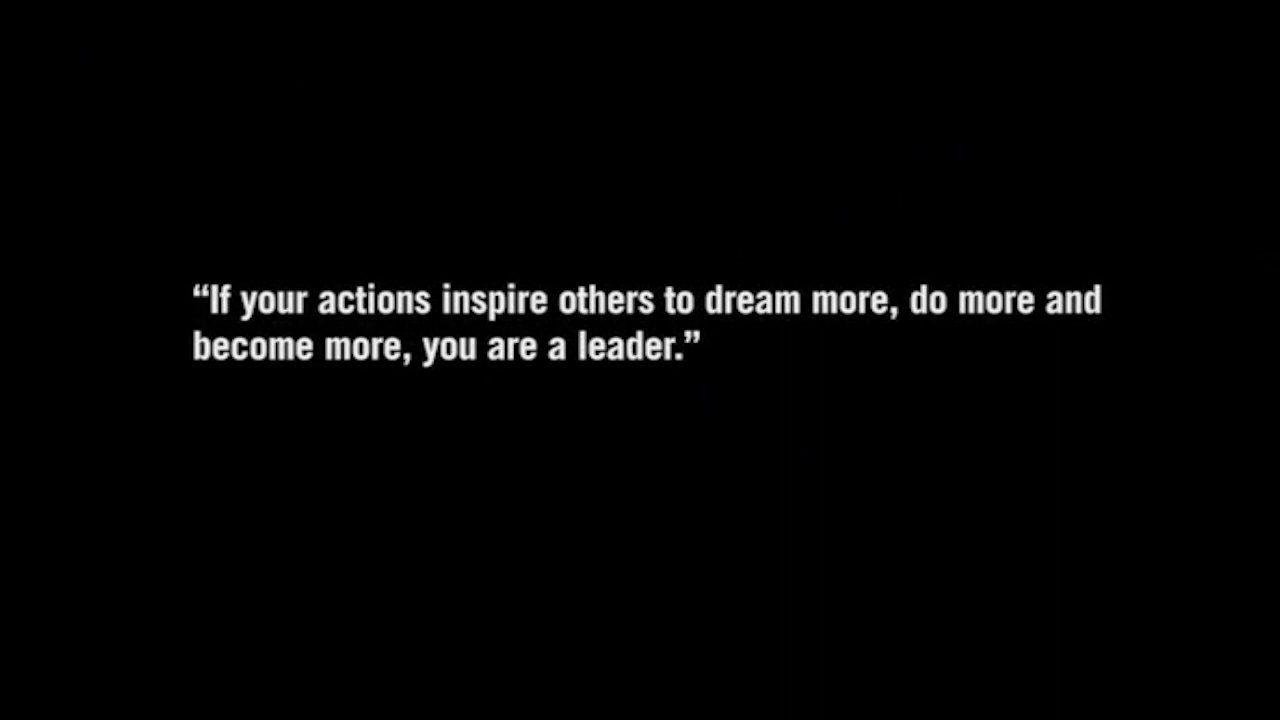 “If your actions inspire others to dream more, do more and
become more, you are a leader.”